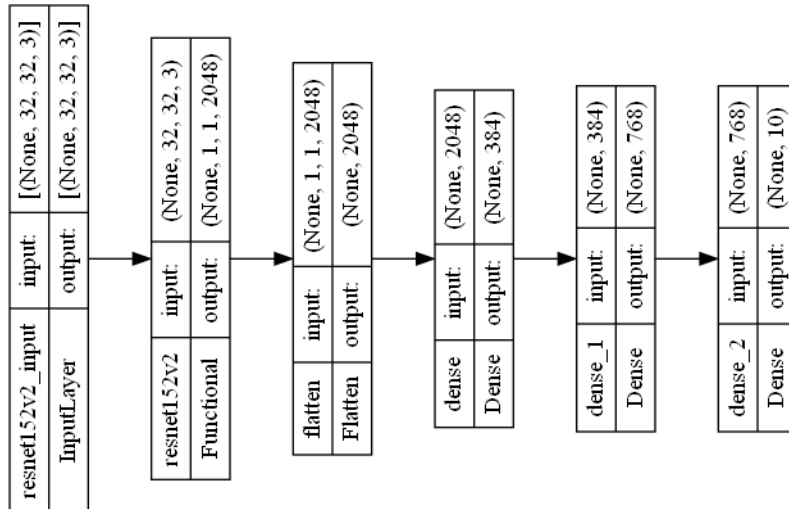 resnet152v2_input input: [(None, 32, 32, 3)]
InputLayer output: [(None, 32, 32, 3)]
resnet152v2 input: (None, 32, 32, 3)
Functional output: (None, 1, 1, 2048)
flatten input: (None, 1, 1, 2048)
Flatten output: (None, 2048)
dense input: (None, 2048)
Dense output: (None, 384)
dense_1 input: (None, 384)
Dense output: (None, 768)
dense_2 input: (None, 768)
Dense output: (None, 10)